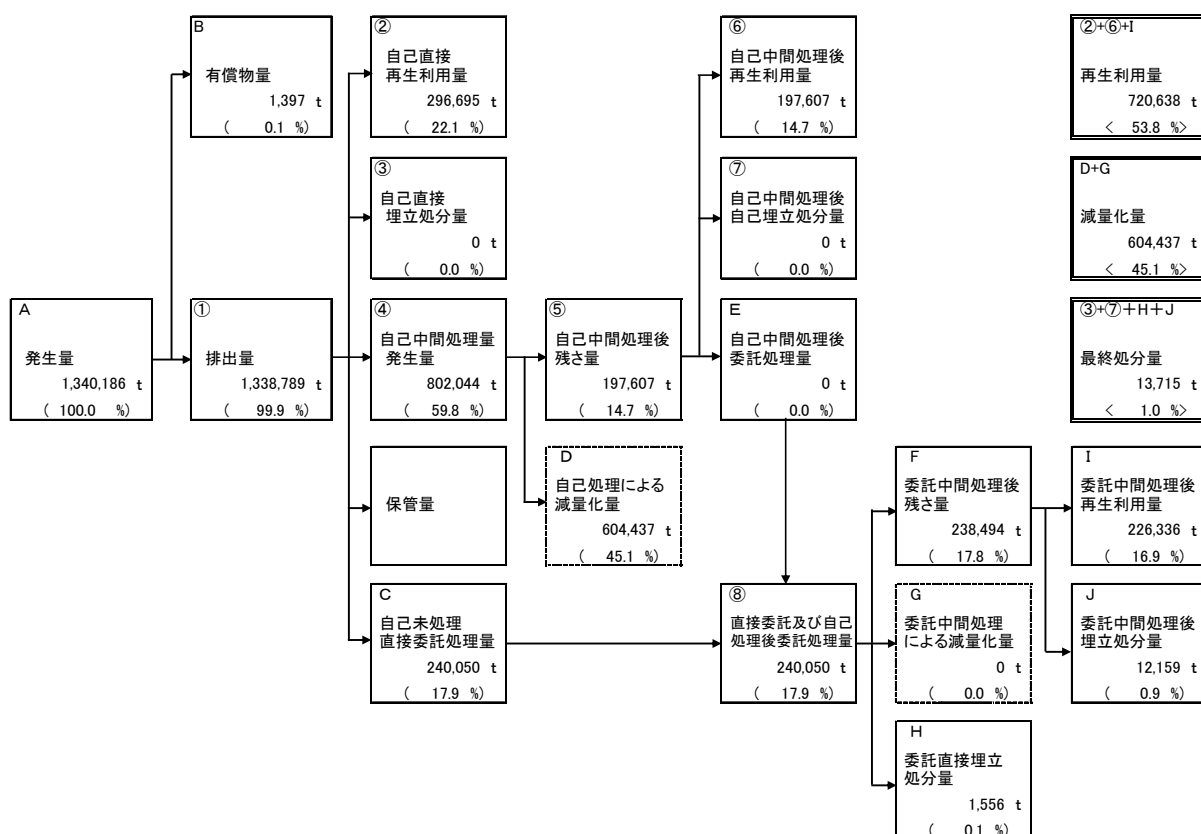 B
有償物量
1,397 t
( 0.1 %)
②
自己直接
再生利用量
296,695 t
( 22.1 %)
⑥
自己中間処理後
再生利用量
197,607 t
( 14.7 %)
②+⑥+I
再生利用量
720,638 t
< 53.8 %>
③
自己直接
埋立処分量
0 t
( 0.0 %)
⑦
自己中間処理後
自己埋立処分量
0 t
( 0.0 %)
D+G
減量化量
604,437 t
< 45.1 %>
A
発生量
1,340,186 t
( 100.0 %)
①
排出量
1,338,789 t
( 99.9 %)
④
自己中間処理量
発生量
802,044 t
( 59.8 %)
⑤
自己中間処理後
残さ量
197,607 t
( 14.7 %)
E
自己中間処理後
委託処理量
0 t
( 0.0 %)
③+⑦+H+J
最終処分量
13,715 t
< 1.0 %>
保管量
D
自己処理による
減量化量
604,437 t
( 45.1 %)
F
委託中間処理後
残さ量
238,494 t
( 17.8 %)
I
委託中間処理後
再生利用量
226,336 t
( 16.9 %)
C
自己未処理
直接委託処理量
240,050 t
( 17.9 %)
⑧
直接委託及び自己
処理後委託処理量
240,050 t
( 17.9 %)
G
委託中間処理
による減量化量
0 t
( 0.0 %)
J
委託中間処理後
埋立処分量
12,159 t
( 0.9 %)
H
委託直接埋立
処分量
1,556 t
( 0.1 %)